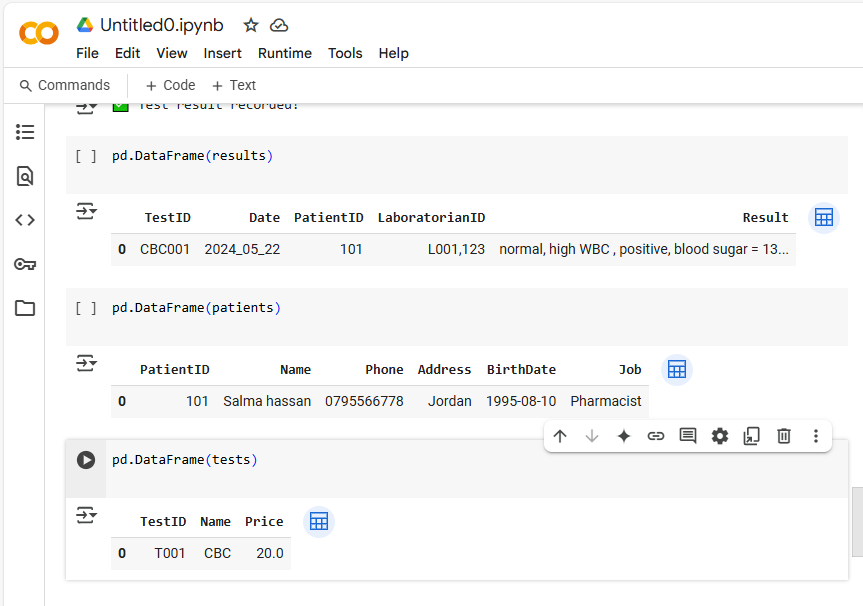 Untitled0.ipynb
File Edit View Insert Runtime Tools Help
Commands + Code + Text
Test result recorded!
[ ] pd.DataFrame(results)
TestID Date PatientID LaboratorianID Result
0 CBC001 2024_05_22 101 L001,123 normal, high WBC , positive, blood sugar = 13...
[ ] pd.DataFrame(patients)
PatientID Name Phone Address BirthDate Job
0 101 Salma hassan 0795566778 Jordan 1995-08-10 Pharmacist
pd.DataFrame(tests)
TestID Name Price
0 T001 CBC 20.0